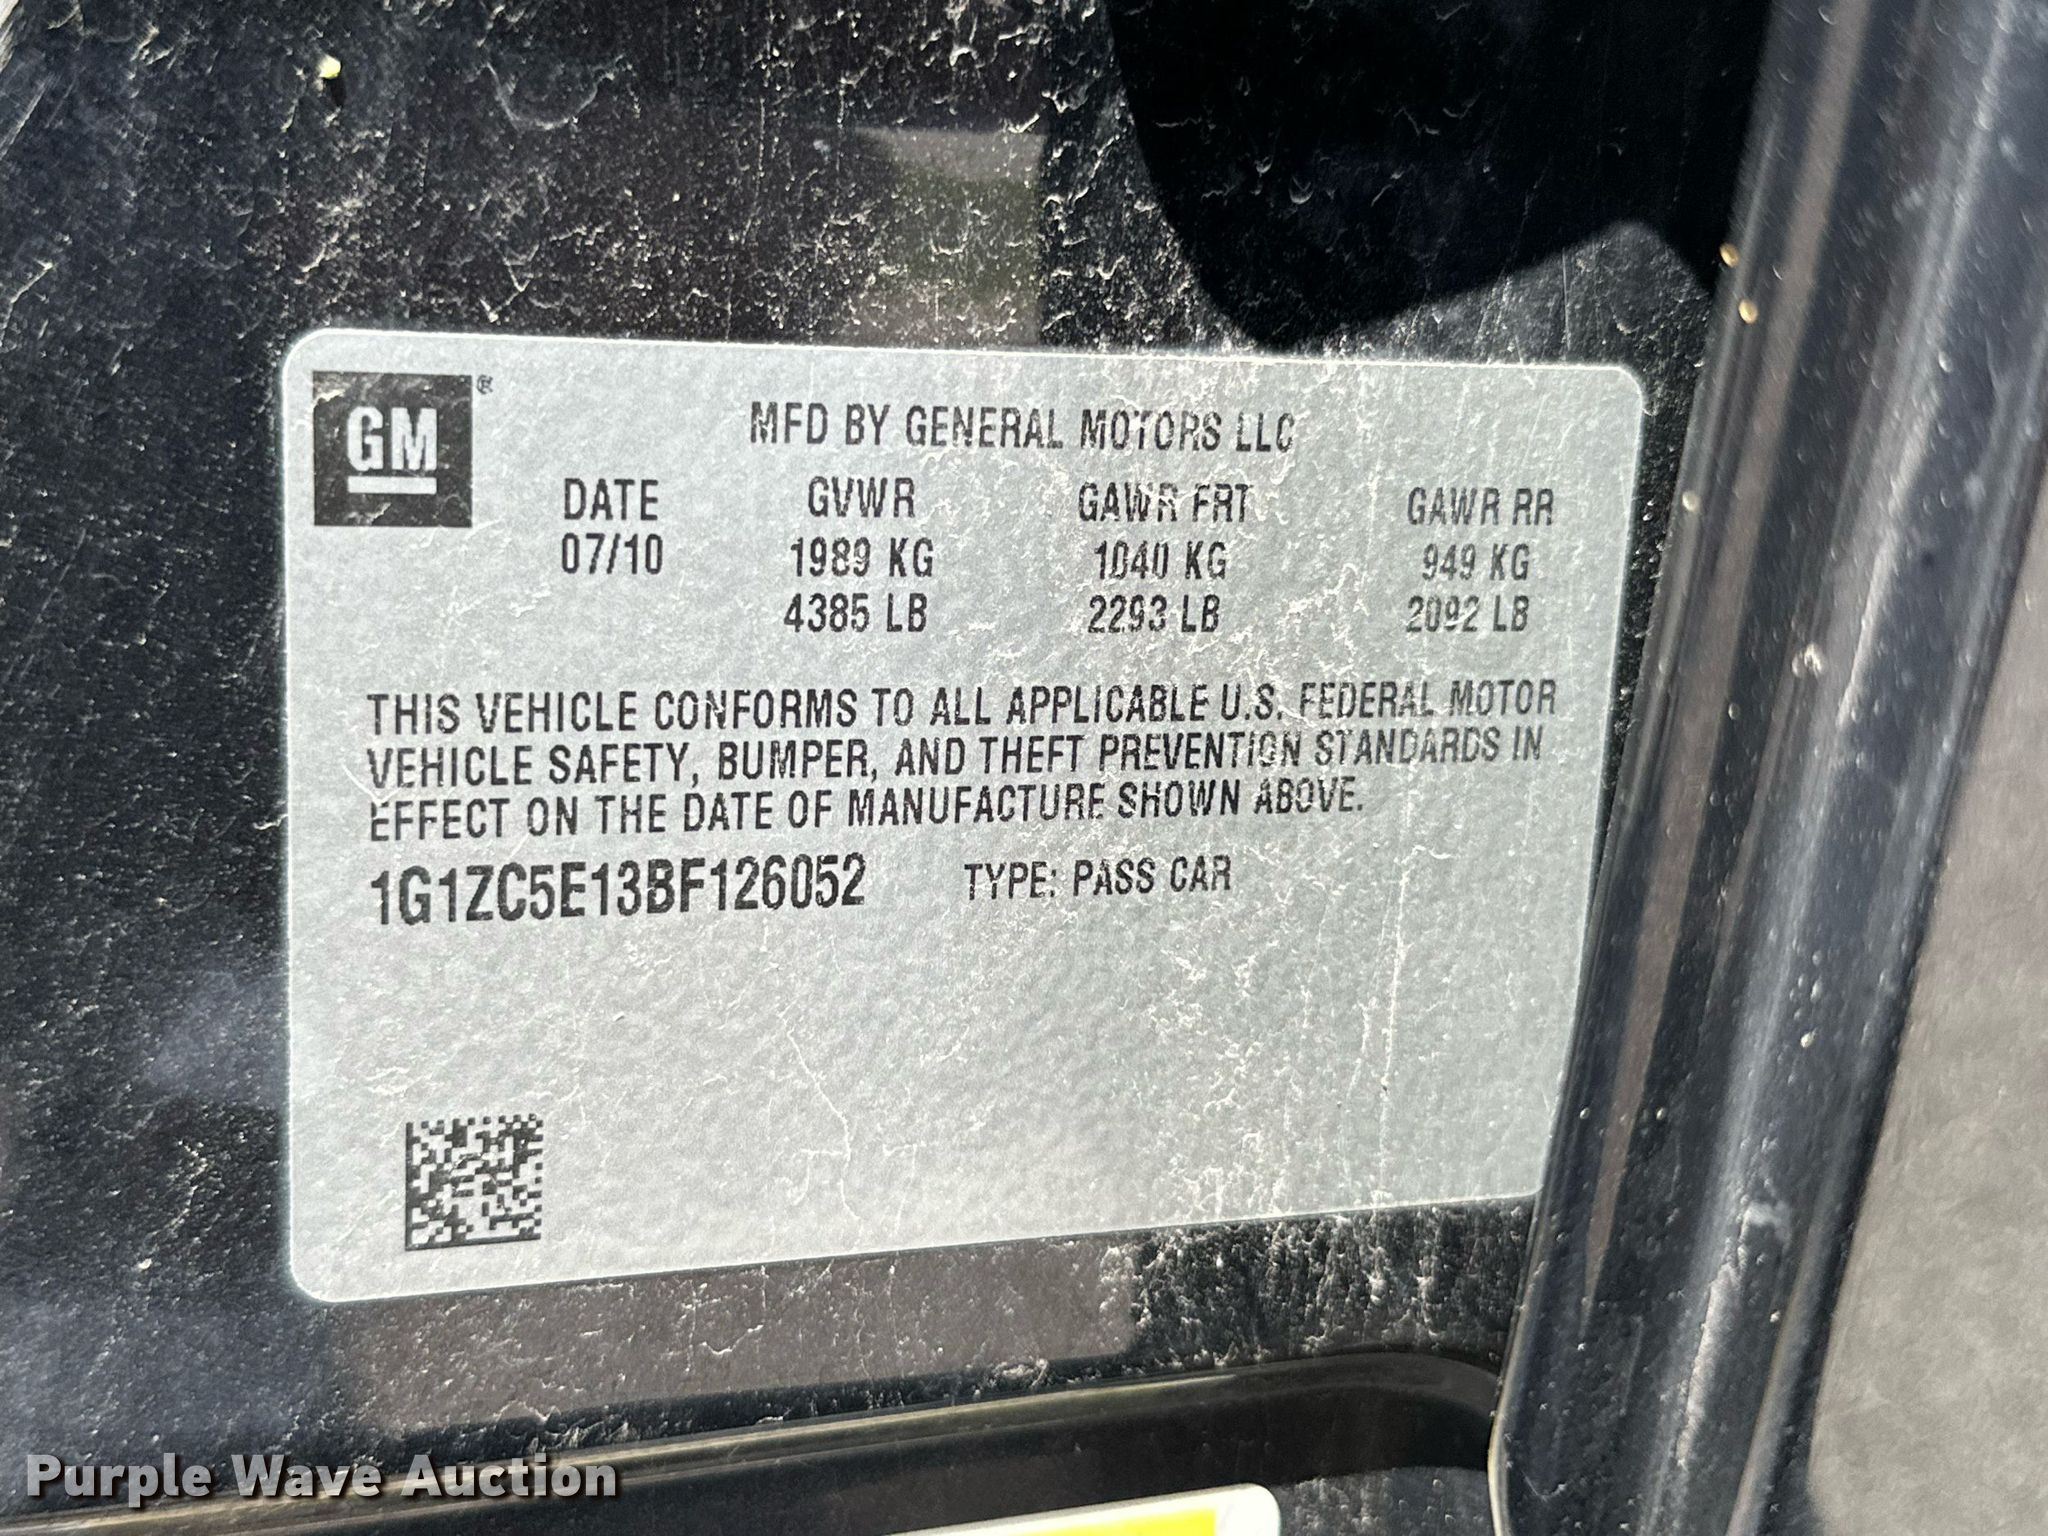 GM®
MFD BY GENERAL MOTORS LLC
DATE GVWR GAWR FRT GAWR RR
07/10 1989 KG 1040 KG 949 KG
4385 LB 2293 LB 2092 LB
THIS VEHICLE CONFORMS TO ALL APPLICABLE U.S. FEDERAL MOTOR
VEHICLE SAFETY, BUMPER, AND THEFT PREVENTION STANDARDS IN
EFFECT ON THE DATE OF MANUFACTURE SHOWN ABOVE.
1G1ZC5E13BF126052 TYPE: PASS CAR
Purple Wave Auction